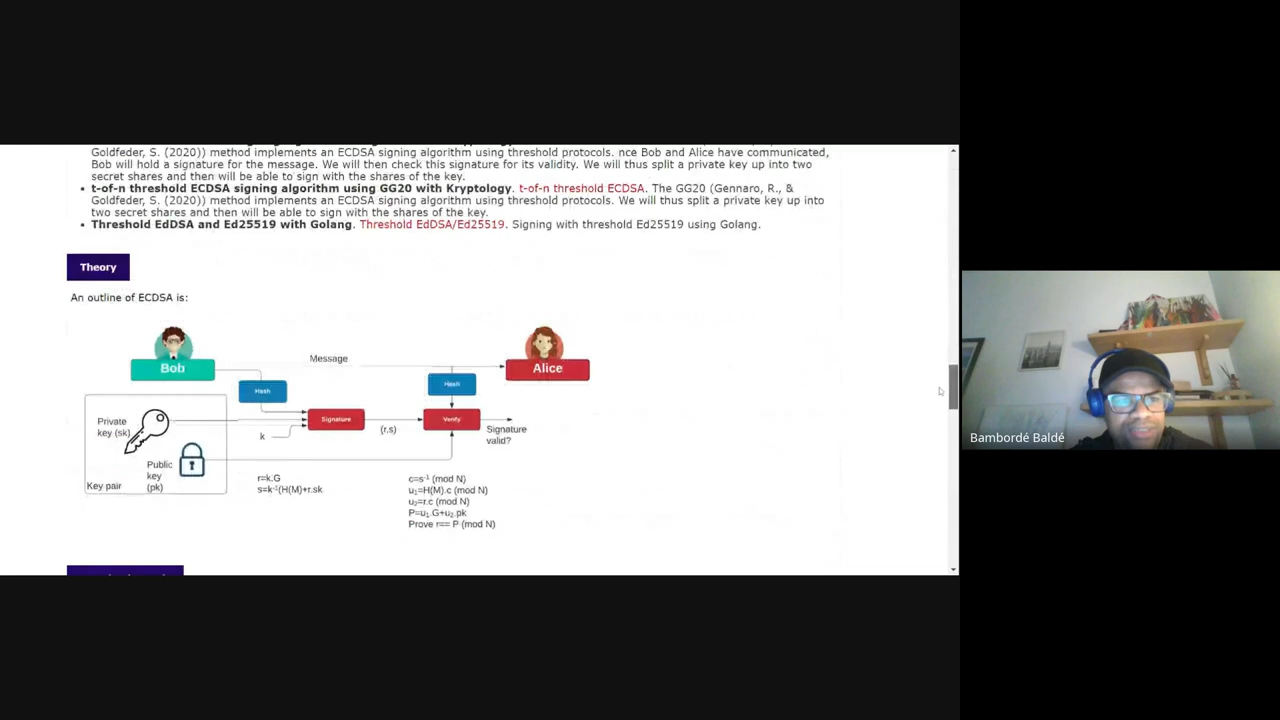 Goldfeder, S. (2020)) method implements an ECDSA signing algorithm using threshold protocols. nce Bob and Alice have communicated,
Bob will hold a signature for the message. We will then check this signature for its validity. We will thus split a private key up into two
secret shares and then will be able to sign with the shares of the key.
• t-of-n threshold ECDSA signing algorithm using GG20 with Kryptology. t-of-n threshold ECDSA. The GG20 (Gennaro, R., &
Goldfeder, S. (2020)) method implements an ECDSA signing algorithm using threshold protocols. We will thus split a private key up into
two secret shares and then will be able to sign with the shares of the key.
• Threshold EdDSA and Ed25519 with Golang. Threshold EdDSA/Ed25519. Signing with threshold Ed25519 using Golang.
Theory
An outline of ECDSA is:
Message
Bob
Alice
Hash
Hash
Private
key (sk)
Signature
Verify
(r,s)
Signature
valid?
k
Public
key
(pk)
Key pair
r=k.G
s=k⁻¹(H(M)+r.sk
c=s⁻¹ (mod N)
u₁=H(M).c (mod N)
u₂=r.c (mod N)
P=u₁.G+u₂.pk
Prove r== P (mod N)
Bambordé Baldé